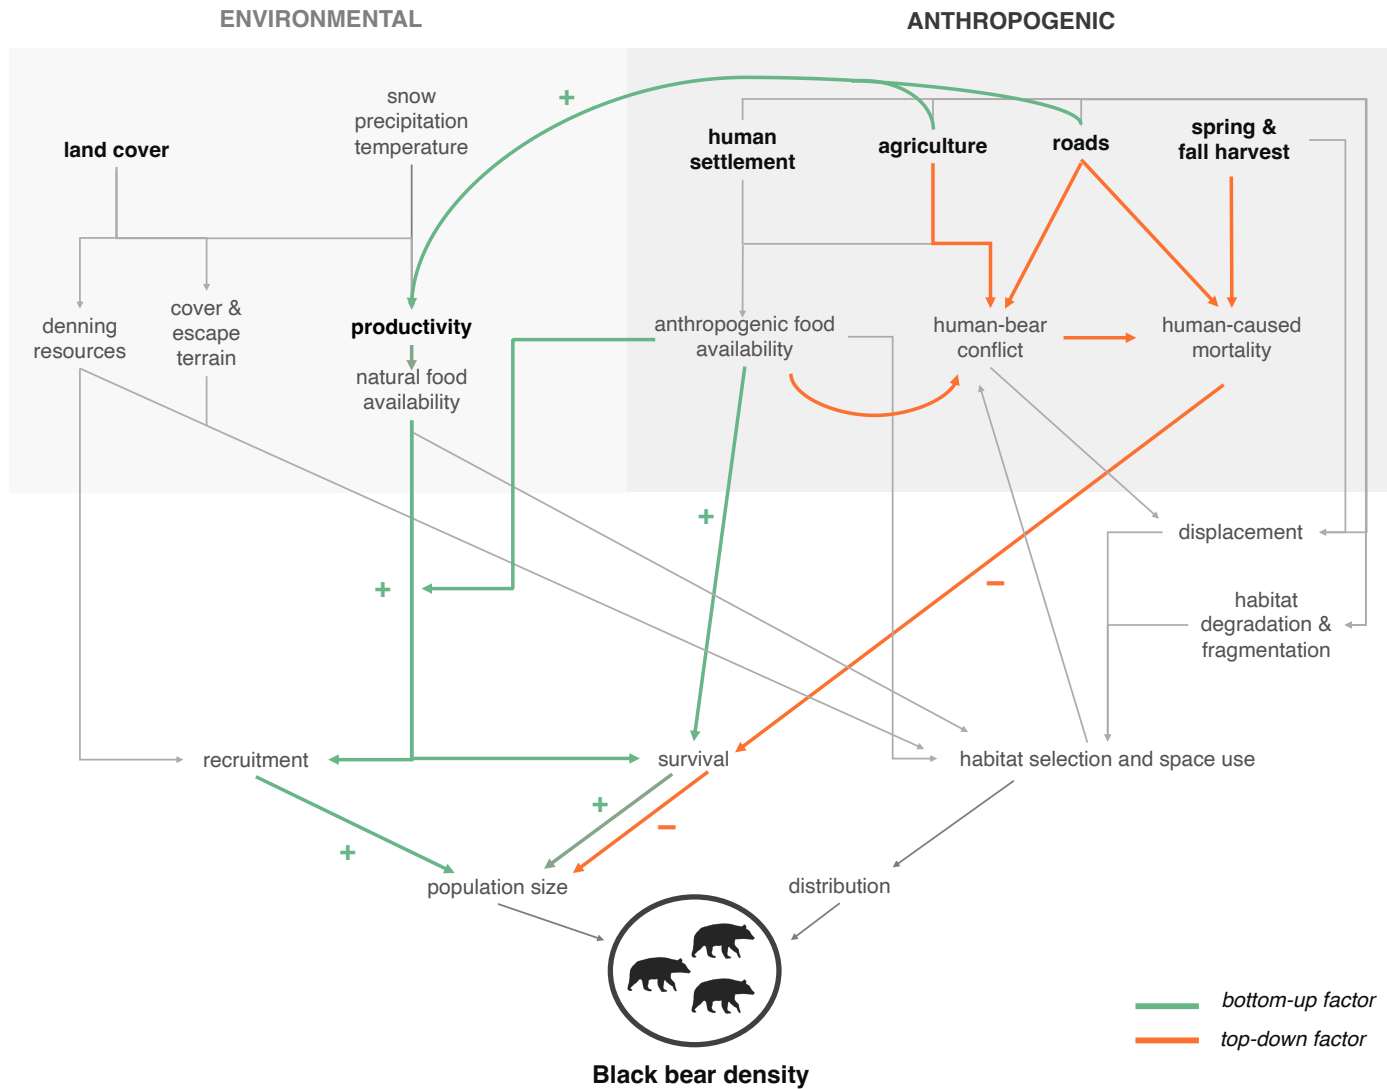 ENVIRONMENTAL
ANTHROPOGENIC
snow
precipitation
temperature
land cover
human
settlement
agriculture
roads
spring &
fall harvest
+
denning
resources
cover &
escape
terrain
productivity
natural food
availability
anthropogenic food
availability
human-bear
conflict
human-caused
mortality
+
+
−
displacement
habitat
degradation &
fragmentation
recruitment
survival
habitat selection and space use
+
−
+
population size
distribution
bottom-up factor
top-down factor
Black bear density